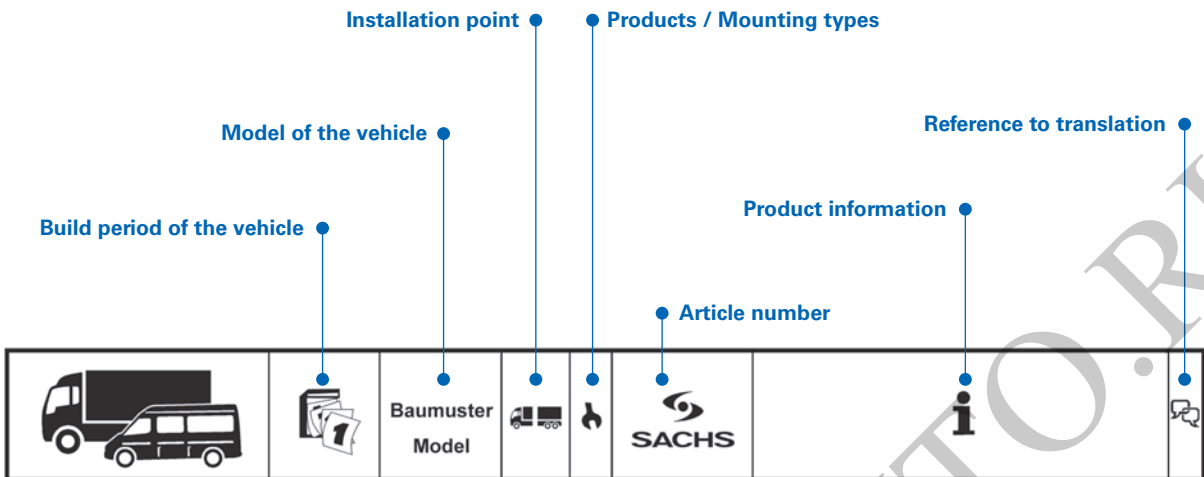 Installation point
Products / Mounting types
Model of the vehicle
Reference to translation
Build period of the vehicle
Product information
Article number
1
Baumuster
Model
SACHS
i